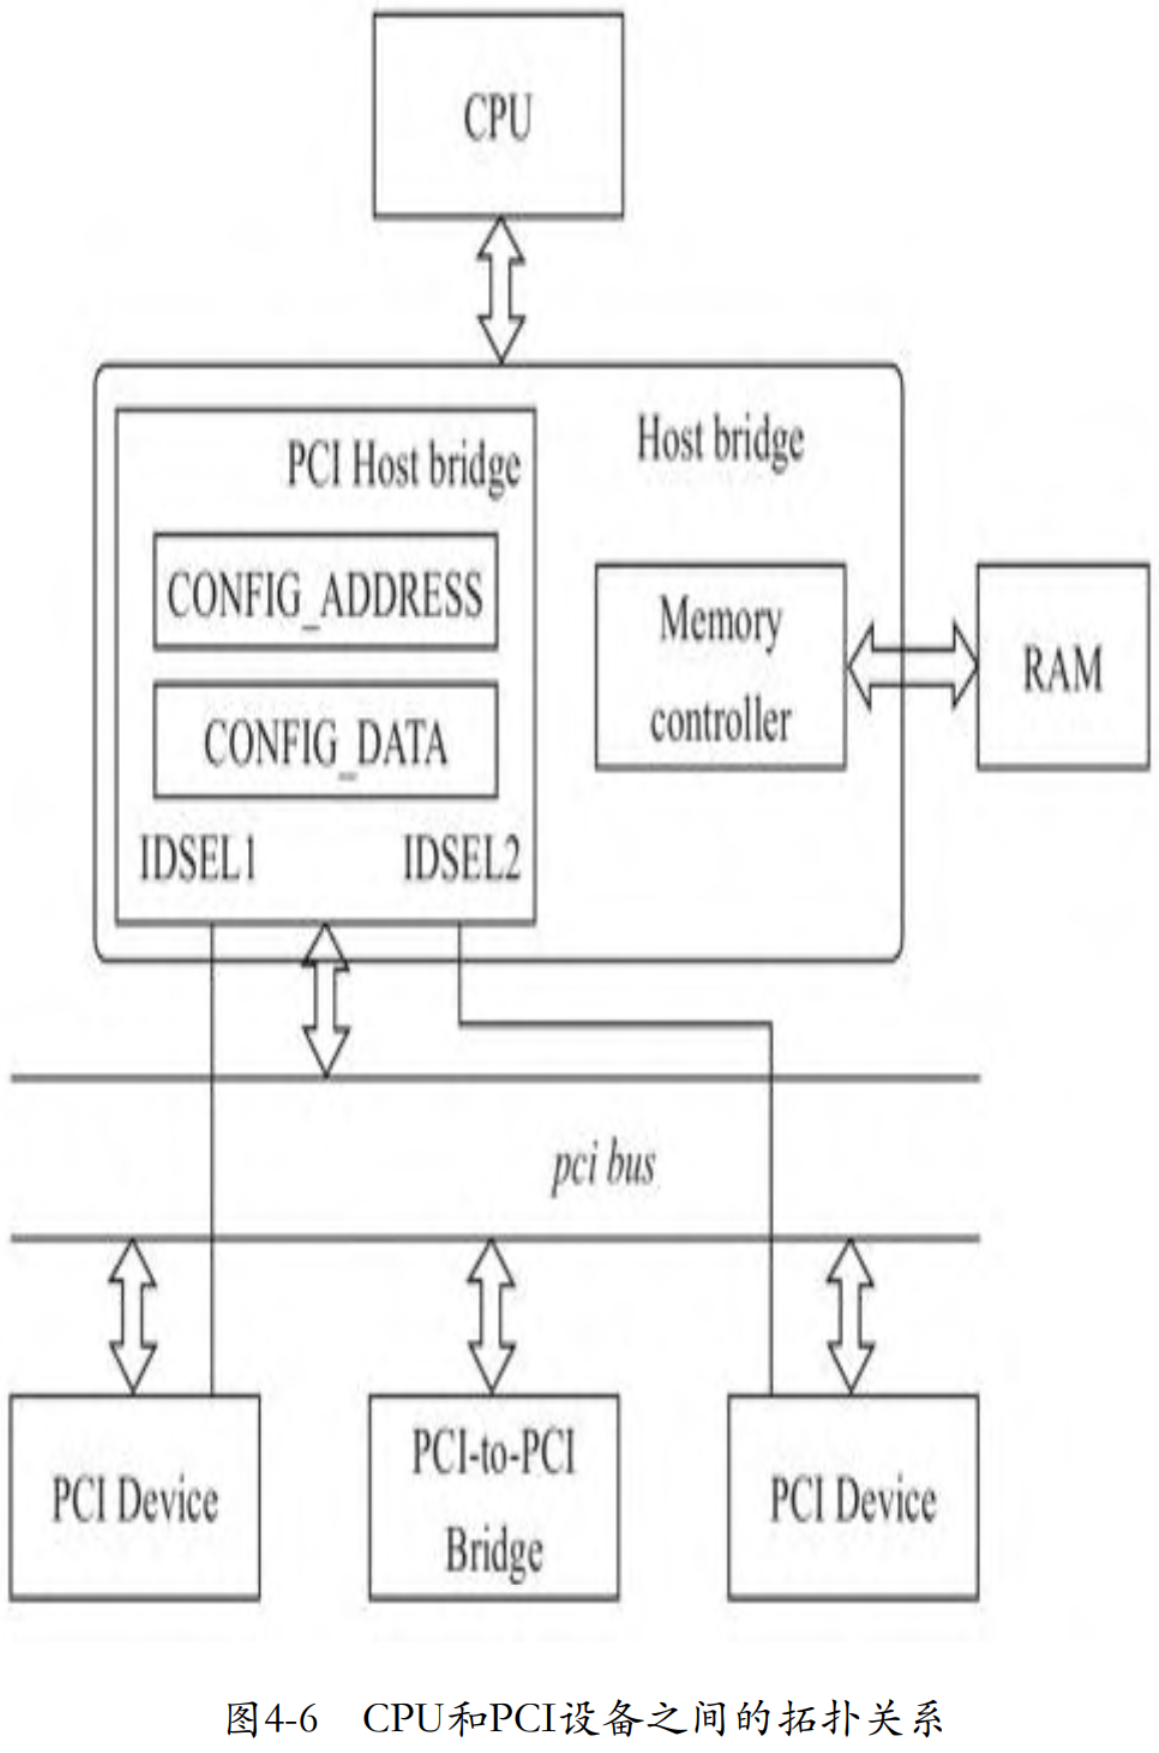 CPU
PCI Host bridge
Host bridge
CONFIG_ADDRESS
CONFIG_DATA
IDSEL1
IDSEL2
Memory
controller
RAM
pci bus
PCI Device
PCI-to-PCI
Bridge
PCI Device
图4-6 CPU和PCI设备之间的拓扑关系